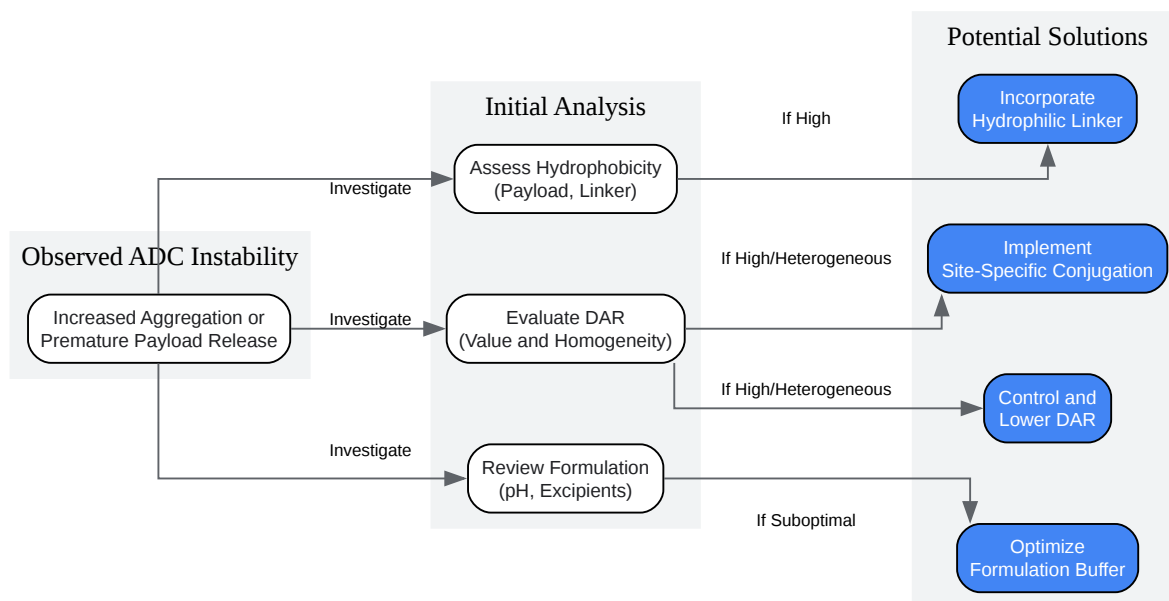 Potential Solutions
Incorporate
Hydrophilic Linker
Initial Analysis
If High
Assess Hydrophobicity
(Payload, Linker)
Investigate
Observed ADC Instability
If High/Heterogeneous
Implement
Site-Specific Conjugation
Increased Aggregation or
Premature Payload Release
Investigate
Evaluate DAR
(Value and Homogeneity)
If High/Heterogeneous
Control and
Lower DAR
Investigate
Review Formulation
(pH, Excipients)
If Suboptimal
Optimize
Formulation Buffer